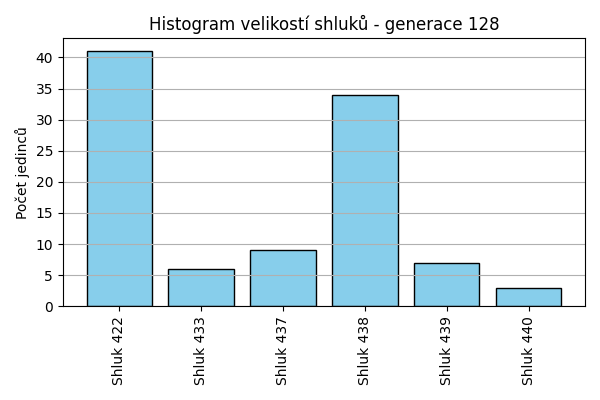 Histogram velikostí shluků - generace 128
Počet jedinců
40
35
30
25
20
15
10
5
0
Shluk 422
Shluk 433
Shluk 437
Shluk 438
Shluk 439
Shluk 440